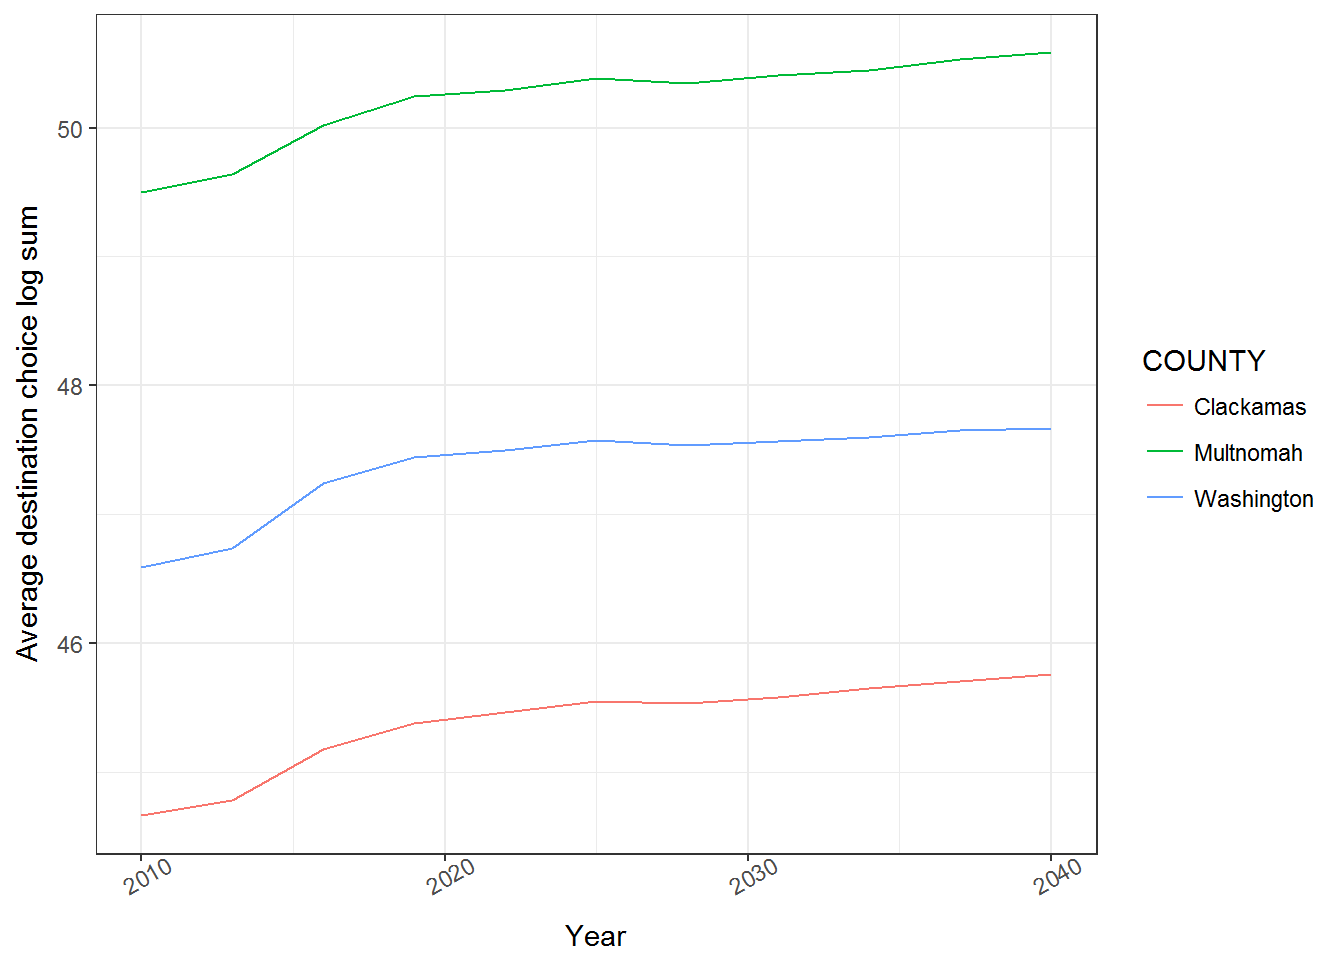 Average destination choice log sum
50
48
46
2010
2020
2030
2040
Year
COUNTY
Clackamas
Multnomah
Washington